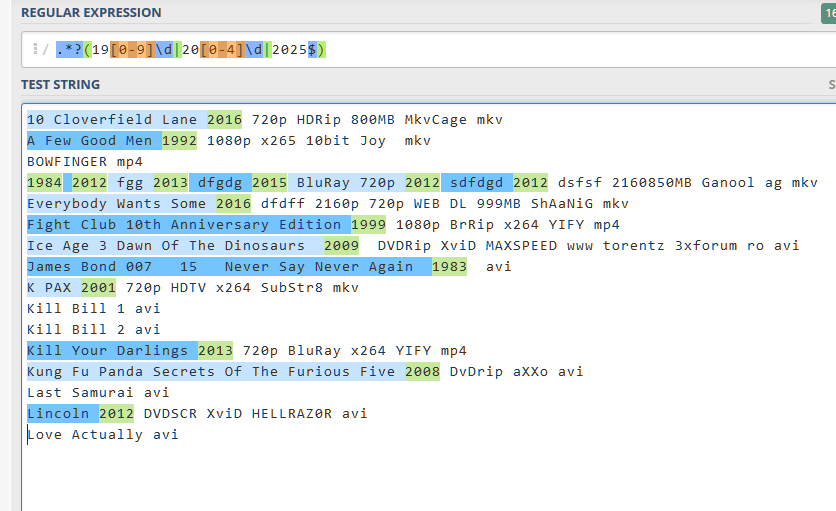 REGULAR EXPRESSION
16
/ .*?(19[0-9]\d|20[0-4]\d|2025$)
TEST STRING
S
10 Cloverfield Lane 2016 720p HDRip 800MB MkvCage mkv
A Few Good Men 1992 1080p x265 10bit Joy  mkv
BOWFINGER mp4
1984 2012 fgg 2013 dfgdg 2015 BluRay 720p 2012 sdfdgd 2012 dsfsf 2160850MB Ganool ag mkv
Everybody Wants Some 2016 dfdff 2160p 720p WEB DL 999MB ShAaNiG mkv
Fight Club 10th Anniversary Edition 1999 1080p BrRip x264 YIFY mp4
Ice Age 3 Dawn Of The Dinosaurs  2009  DVDRip XviD MAXSPEED www torentz 3xforum ro avi
James Bond 007   15   Never Say Never Again  1983  avi
K PAX 2001 720p HDTV x264 SubStr8 mkv
Kill Bill 1 avi
Kill Bill 2 avi
Kill Your Darlings 2013 720p BluRay x264 YIFY mp4
Kung Fu Panda Secrets Of The Furious Five 2008 DvDrip aXXo avi
Last Samurai avi
Lincoln 2012 DVDSCR XviD HELLRAZ0R avi
Love Actually avi